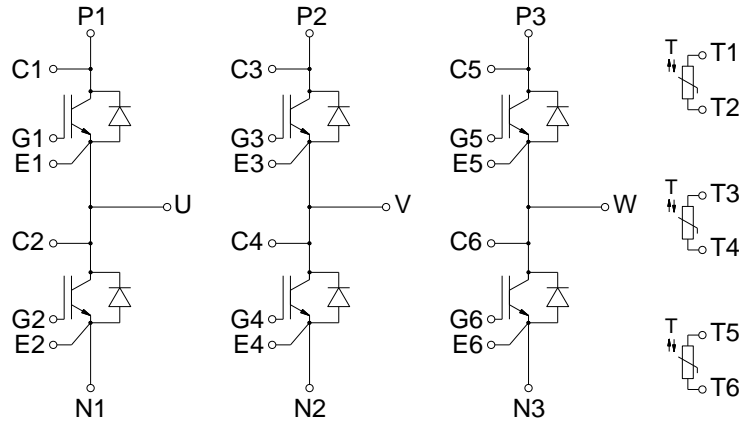 P1 P2 P3
C1 C3 C5 T T1
G1 G3 G5 T2
E1 E3 E5
U V W T T3
C2 C4 C6 T4
G2 G4 G6 T T5
E2 E4 E6
T6
N1 N2 N3